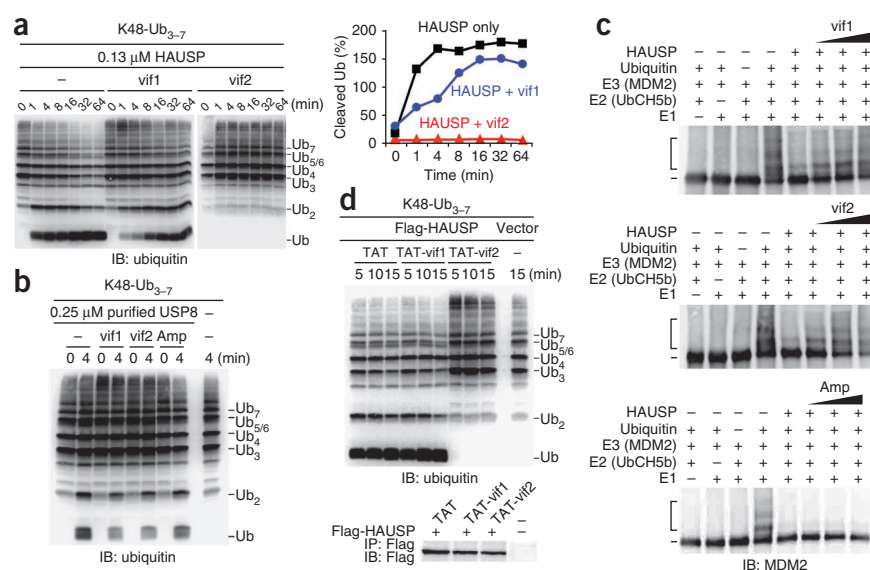 a
K48-Ub3–7
0.13 μM HAUSP
– vif1 vif2
0 1 4 8 16 32 64 0 1 4 8 16 32 64 0 1 4 8 16 32 64 (min)
Ub7
Ub5/6
Ub4
Ub3
Ub2
Ub
IB: ubiquitin
Cleaved Ub (%)
200
150
100
50
0
HAUSP only
HAUSP + vif1
HAUSP + vif2
0 1 4 8 16 32 64
Time (min)
b
K48-Ub3–7
0.25 μM purified USP8 –
– vif1 vif2 Amp
0 4 0 4 0 4 0 4 4 (min)
Ub7
Ub5/6
Ub4
Ub3
Ub2
Ub
IB: ubiquitin
d
K48-Ub3–7
Flag-HAUSP Vector
TAT TAT-vif1 TAT-vif2 –
5 10 15 5 10 15 5 10 15 15 (min)
Ub7
Ub5/6
Ub4
Ub3
Ub2
Ub
IB: ubiquitin
TAT TAT-vif1 TAT-vif2 –
Flag-HAUSP + + + –
IP: Flag
IB: Flag
c
vif1
HAUSP – – – – + + + +
Ubiquitin + + – + + + + +
E3 (MDM2) + + + + + + + +
E2 (UbCH5b) + – + + + + + +
E1 – + + + + + + +
vif2
HAUSP – – – – + + + +
Ubiquitin + + – + + + + +
E3 (MDM2) + + + + + + + +
E2 (UbCH5b) + – + + + + + +
E1 – + + + + + + +
Amp
HAUSP – – – – + + + +
Ubiquitin + + – + + + + +
E3 (MDM2) + + + + + + + +
E2 (UbCH5b) + – + + + + + +
E1 – + + + + + + +
IB: MDM2